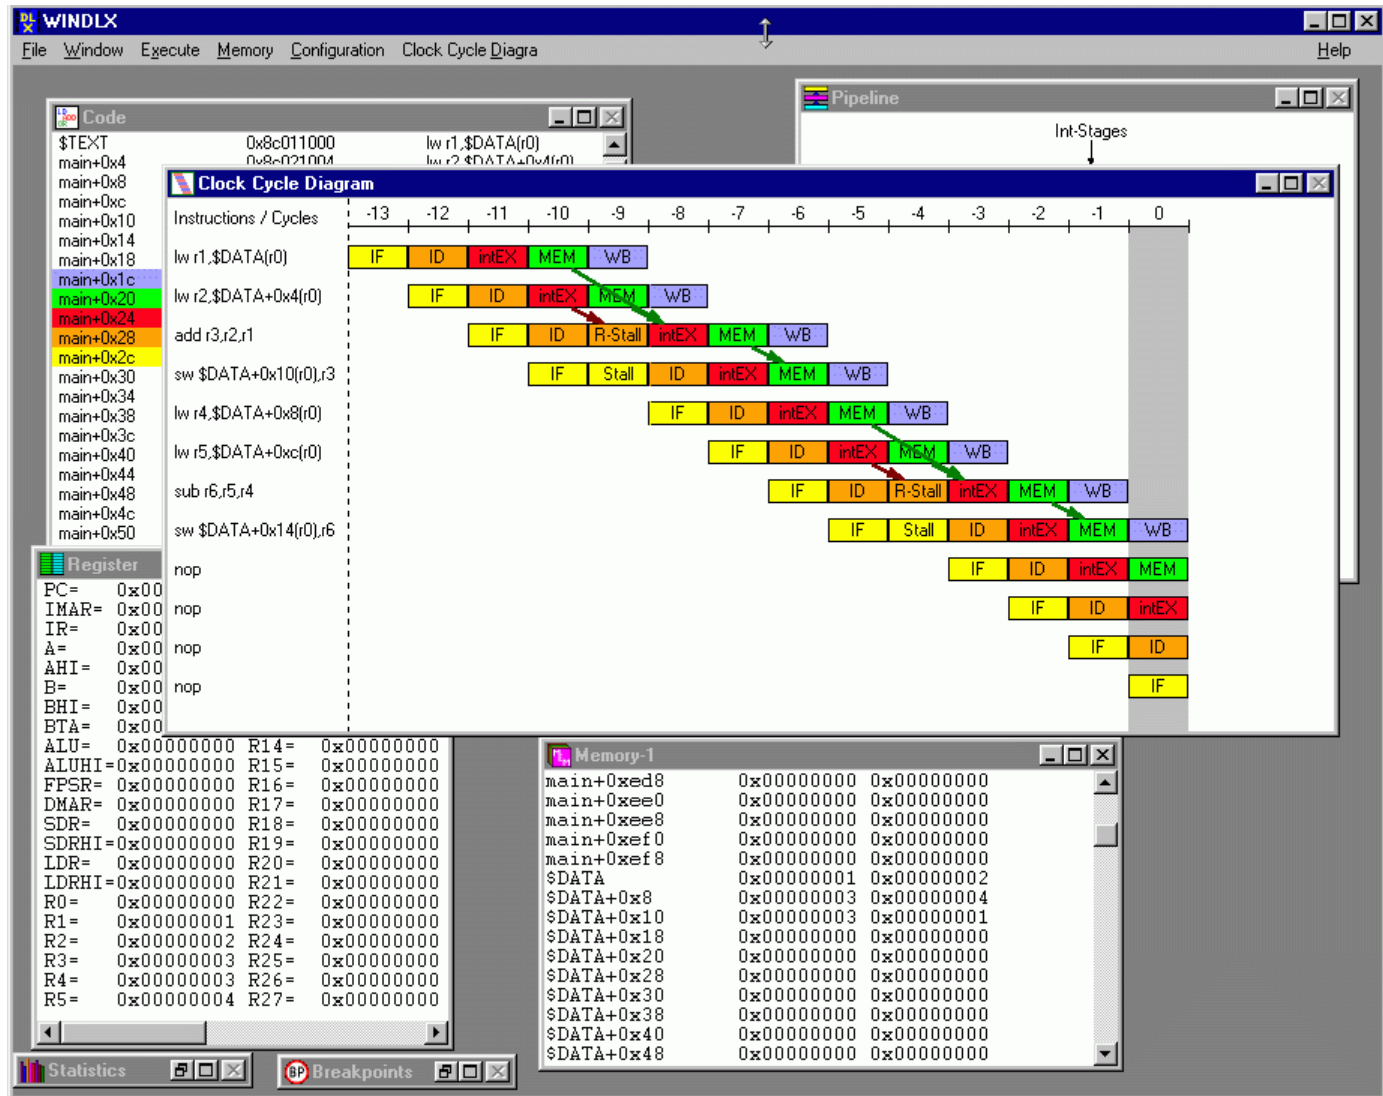 WINDLX
File Window Execute Memory Configuration Clock Cycle Diagra Help
Code
$TEXT 0x8c011000 lw r1,$DATA(r0)
main+0x4 0x8c021004 lw r2,$DATA+0x4(r0)
main+0x8
main+0xc
main+0x10
main+0x14
main+0x18
main+0x1c
main+0x20
main+0x24
main+0x28
main+0x2c
main+0x30
main+0x34
main+0x38
main+0x3c
main+0x40
main+0x44
main+0x48
main+0x4c
main+0x50
Pipeline
Int-Stages
Clock Cycle Diagram
Instructions / Cycles -13 -12 -11 -10 -9 -8 -7 -6 -5 -4 -3 -2 -1 0
lw r1,$DATA(r0) IF ID intEX MEM WB
lw r2,$DATA+0x4(r0) IF ID intEX MEM WB
add r3,r2,r1 IF ID R-Stall intEX MEM WB
sw $DATA+0x10(r0),r3 IF Stall ID intEX MEM WB
lw r4,$DATA+0x8(r0) IF ID intEX MEM WB
lw r5,$DATA+0xc(r0) IF ID intEX MEM WB
sub r6,r5,r4 IF ID R-Stall intEX MEM WB
sw $DATA+0x14(r0),r6 IF Stall ID intEX MEM WB
nop IF ID intEX MEM
nop IF ID intEX
nop IF ID
nop IF
Register
PC= 0x00
IMAR= 0x00
IR= 0x00
A= 0x00
AHI= 0x00
B= 0x00
BHI= 0x00
BTA= 0x00
ALU= 0x00000000 R14= 0x00000000
ALUHI=0x00000000 R15= 0x00000000
FPSR= 0x00000000 R16= 0x00000000
DMAR= 0x00000000 R17= 0x00000000
SDR= 0x00000000 R18= 0x00000000
SDRHI=0x00000000 R19= 0x00000000
LDR= 0x00000000 R20= 0x00000000
LDRHI=0x00000000 R21= 0x00000000
R0= 0x00000000 R22= 0x00000000
R1= 0x00000001 R23= 0x00000000
R2= 0x00000002 R24= 0x00000000
R3= 0x00000003 R25= 0x00000000
R4= 0x00000003 R26= 0x00000000
R5= 0x00000004 R27= 0x00000000
Memory-1
main+0xed8 0x00000000 0x00000000
main+0xee0 0x00000000 0x00000000
main+0xee8 0x00000000 0x00000000
main+0xef0 0x00000000 0x00000000
main+0xef8 0x00000000 0x00000000
$DATA 0x00000001 0x00000002
$DATA+0x8 0x00000003 0x00000004
$DATA+0x10 0x00000003 0x00000001
$DATA+0x18 0x00000000 0x00000000
$DATA+0x20 0x00000000 0x00000000
$DATA+0x28 0x00000000 0x00000000
$DATA+0x30 0x00000000 0x00000000
$DATA+0x38 0x00000000 0x00000000
$DATA+0x40 0x00000000 0x00000000
$DATA+0x48 0x00000000 0x00000000
Statistics
BP Breakpoints